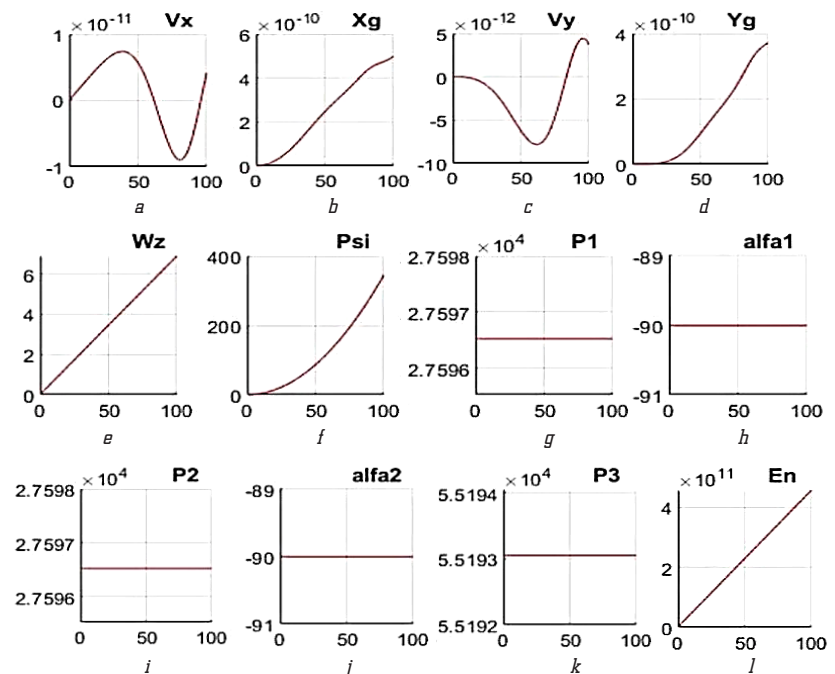 × 10⁻¹¹ Vx
1
0
-1
0 50 100
a
× 10⁻¹⁰ Xg
6
4
2
0
0 50 100
b
× 10⁻¹² Vy
5
0
-5
-10
0 50 100
c
× 10⁻¹⁰ Yg
4
2
0
0 50 100
d
Wz
6
4
2
0
0 50 100
e
Psi
400
200
0
0 50 100
f
× 10⁴ P1
2.7598
2.7597
2.7596
0 50 100
g
alfa1
-89
-90
-91
0 50 100
h
× 10⁴ P2
2.7598
2.7597
2.7596
0 50 100
i
alfa2
-89
-90
-91
0 50 100
j
× 10⁴ P3
5.5194
5.5193
5.5192
0 50 100
k
× 10¹¹ En
4
2
0
0 50 100
l